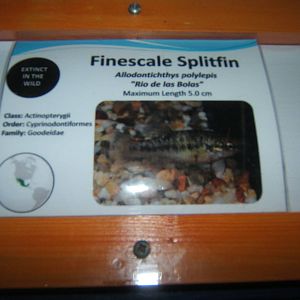 EXTINCT
IN THE
WILD
Finescale Splitfin
Allodontichthys polylepis
"Rio de las Bolas"
Maximum Length 5.0 cm
Class: Actinopterygii
Order: Cyprinodontiformes
Family: Goodeidae